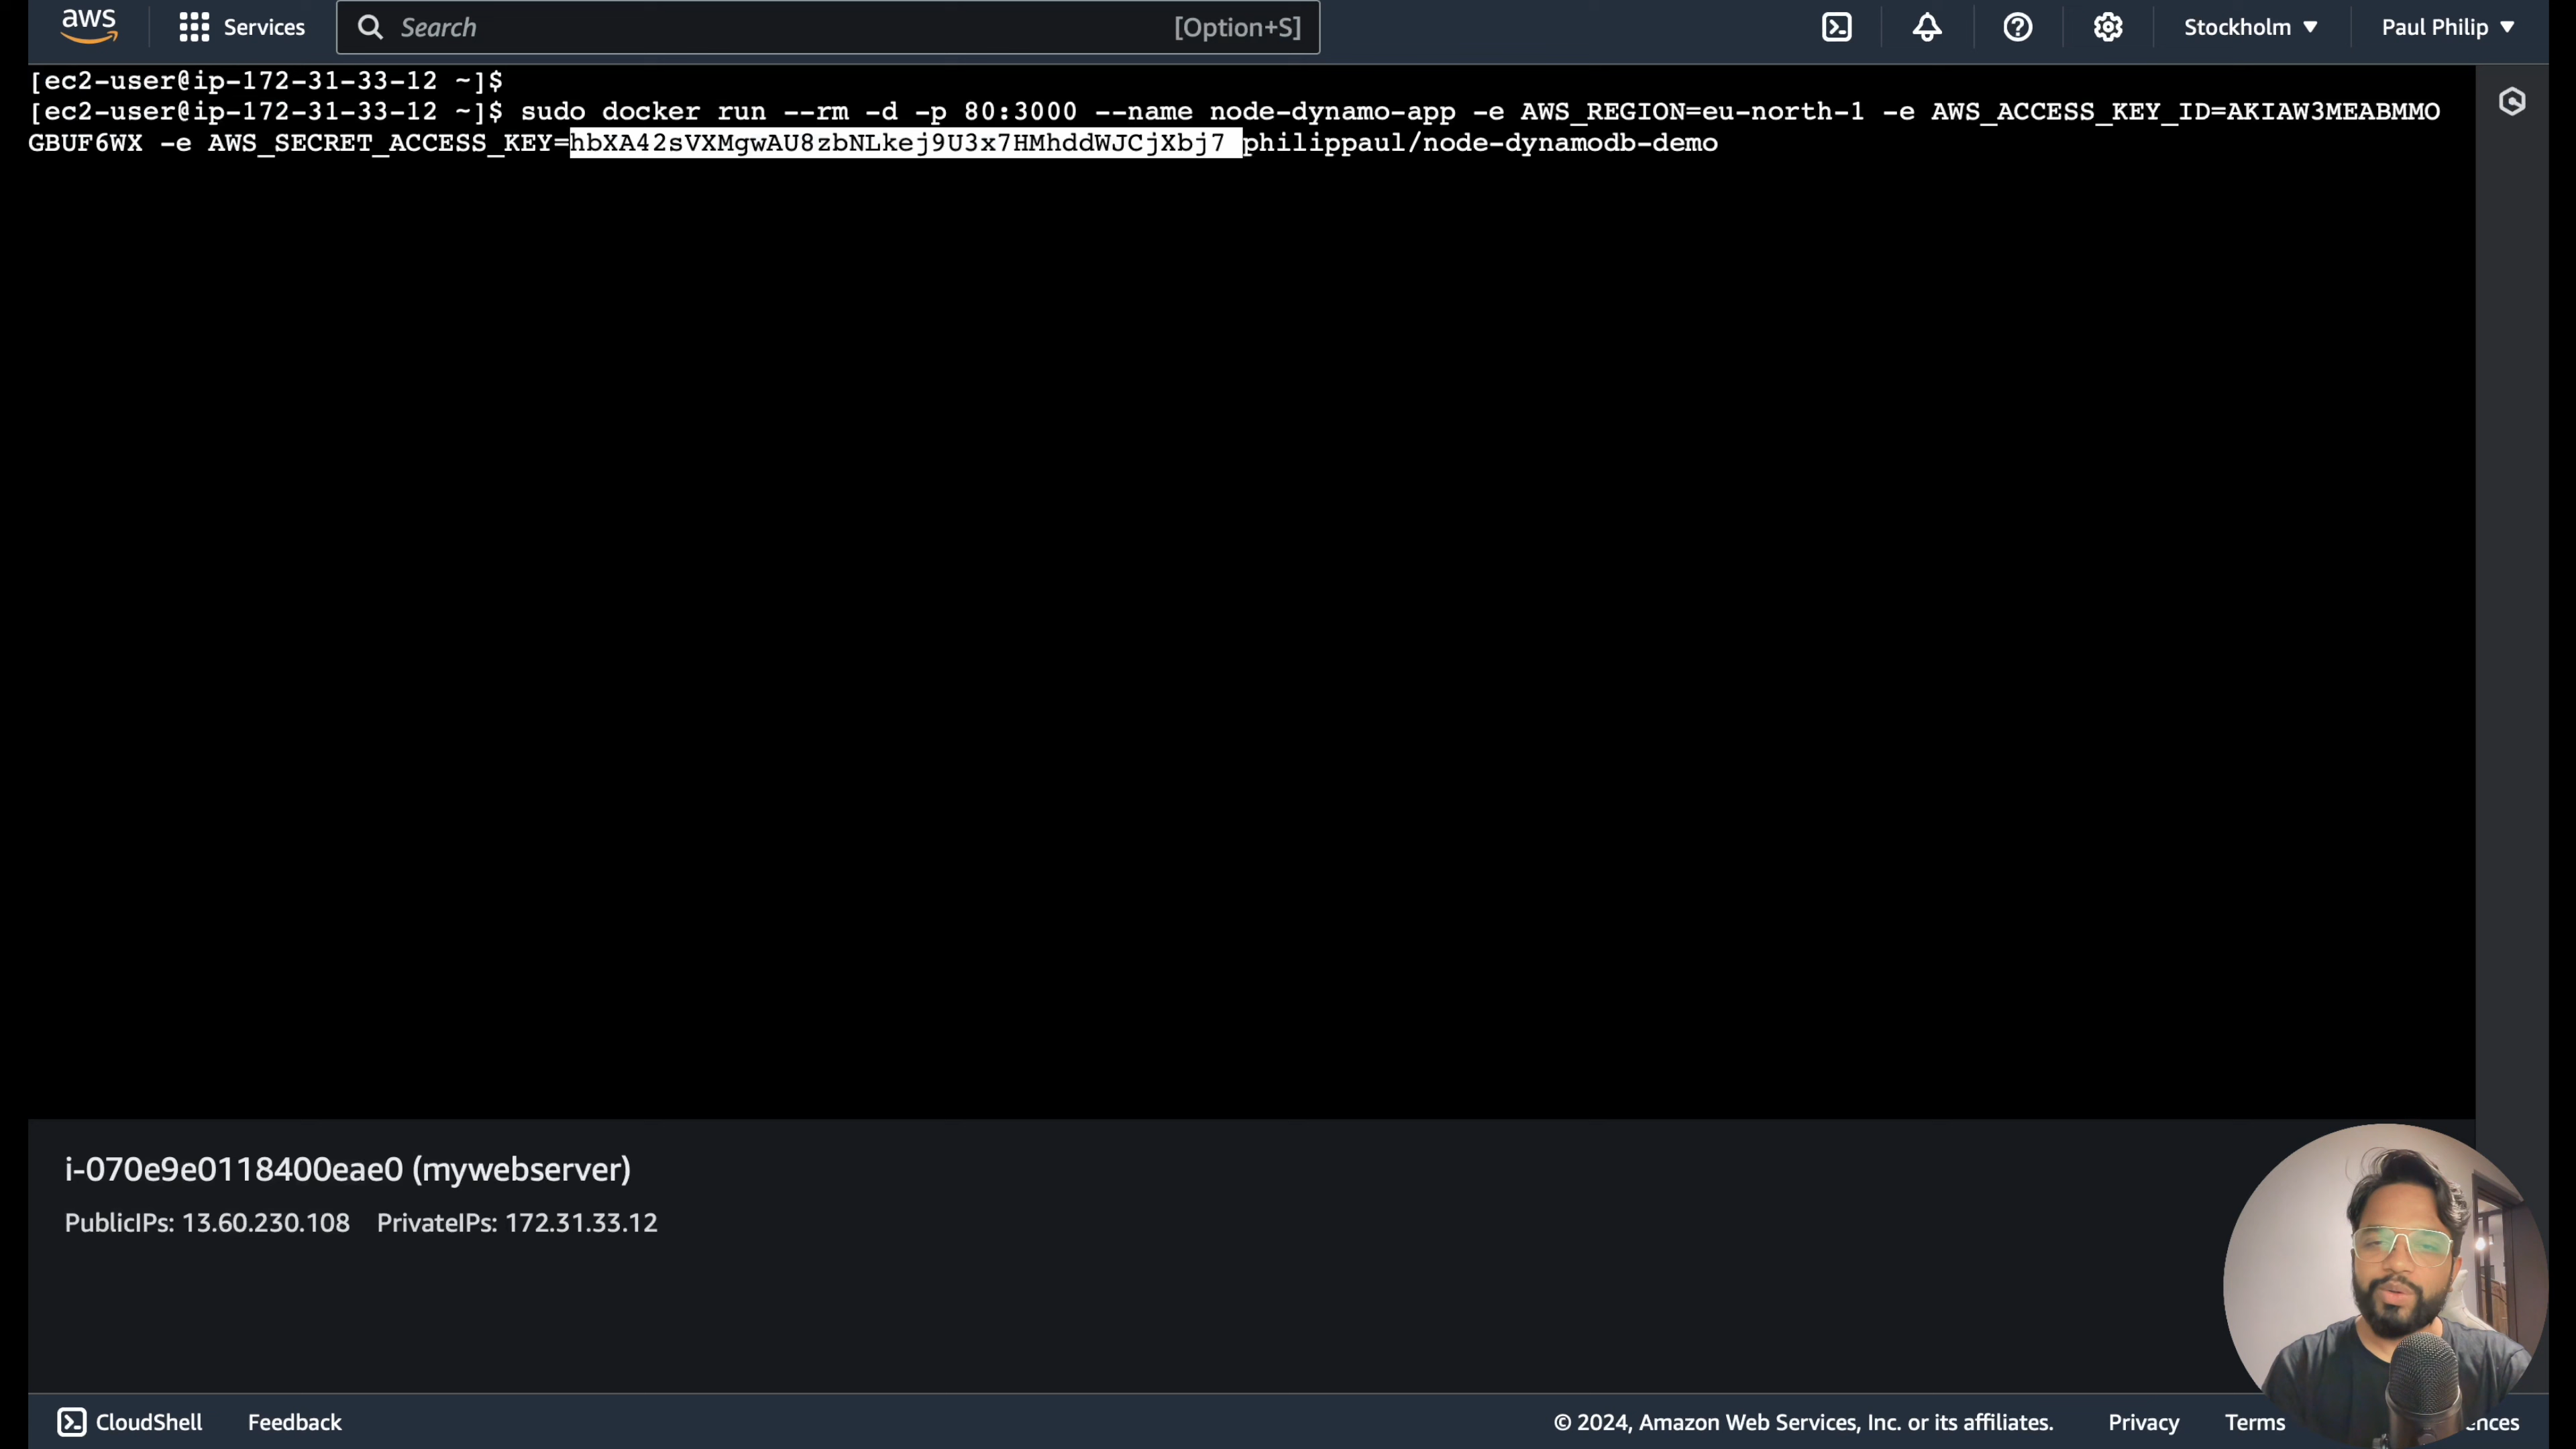 aws Services Search [Option+S] Stockholm Paul Philip
[ec2-user@ip-172-31-33-12 ~]$
[ec2-user@ip-172-31-33-12 ~]$ sudo docker run --rm -d -p 80:3000 --name node-dynamo-app -e AWS_REGION=eu-north-1 -e AWS_ACCESS_KEY_ID=AKIAW3MEABMMO
GBUF6WX -e AWS_SECRET_ACCESS_KEY=hbXA42sVXMgwAU8zbNLkej9U3x7HMhddWJCjXbj7 philippaul/node-dynamodb-demo
i-070e9e0118400eae0 (mywebserver)
PublicIPs: 13.60.230.108 PrivateIPs: 172.31.33.12
CloudShell Feedback © 2024, Amazon Web Services, Inc. or its affiliates. Privacy Terms